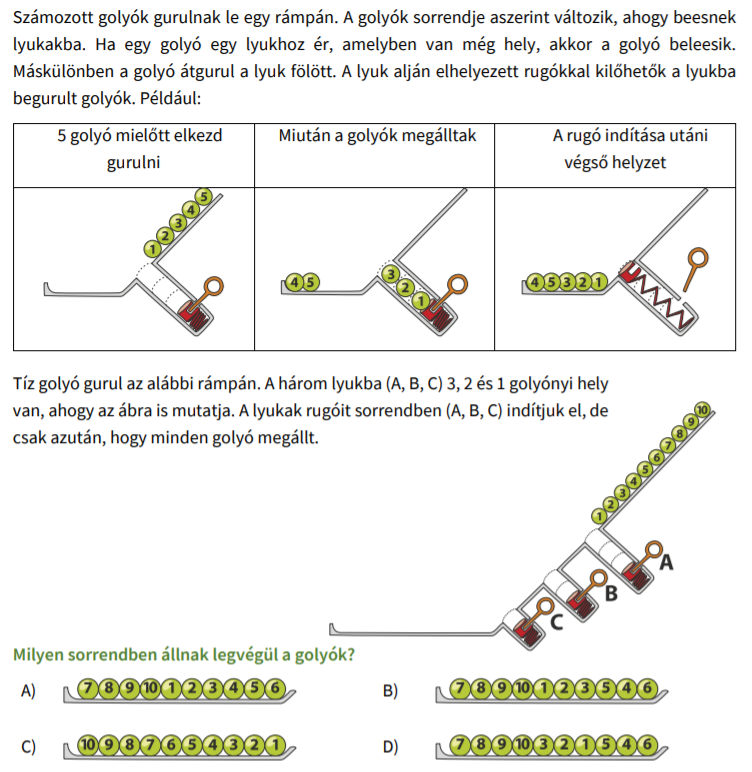 Számozott golyók gurulnak le egy rámpán. A golyók sorrendje aszerint változik, ahogy beesnek
lyukakba. Ha egy golyó egy lyukhoz ér, amelyben van még hely, akkor a golyó beleesik.
Máskülönben a golyó átgurul a lyuk fölött. A lyuk alján elhelyezett rugókkal kilőhetők a lyukba
begurult golyók. Például:
5 golyó mielőtt elkezd
gurulni
Miután a golyók megálltak
A rugó indítása utáni
végső helyzet
1 2 3 4 5
4 5 3 2 1
4 5 3 2 1
Tíz golyó gurul az alábbi rámpán. A három lyukba (A, B, C) 3, 2 és 1 golyónyi hely
van, ahogy az ábra is mutatja. A lyukak rugóit sorrendben (A, B, C) indítjuk el, de
csak azután, hogy minden golyó megállt.
1 2 3 4 5 6 7 8 9 10
A
B
C
Milyen sorrendben állnak legvégül a golyók?
A) 7 8 9 10 1 2 3 4 5 6
B) 7 8 9 10 1 2 3 5 4 6
C) 10 9 8 7 6 5 4 3 2 1
D) 7 8 9 10 3 2 1 5 4 6